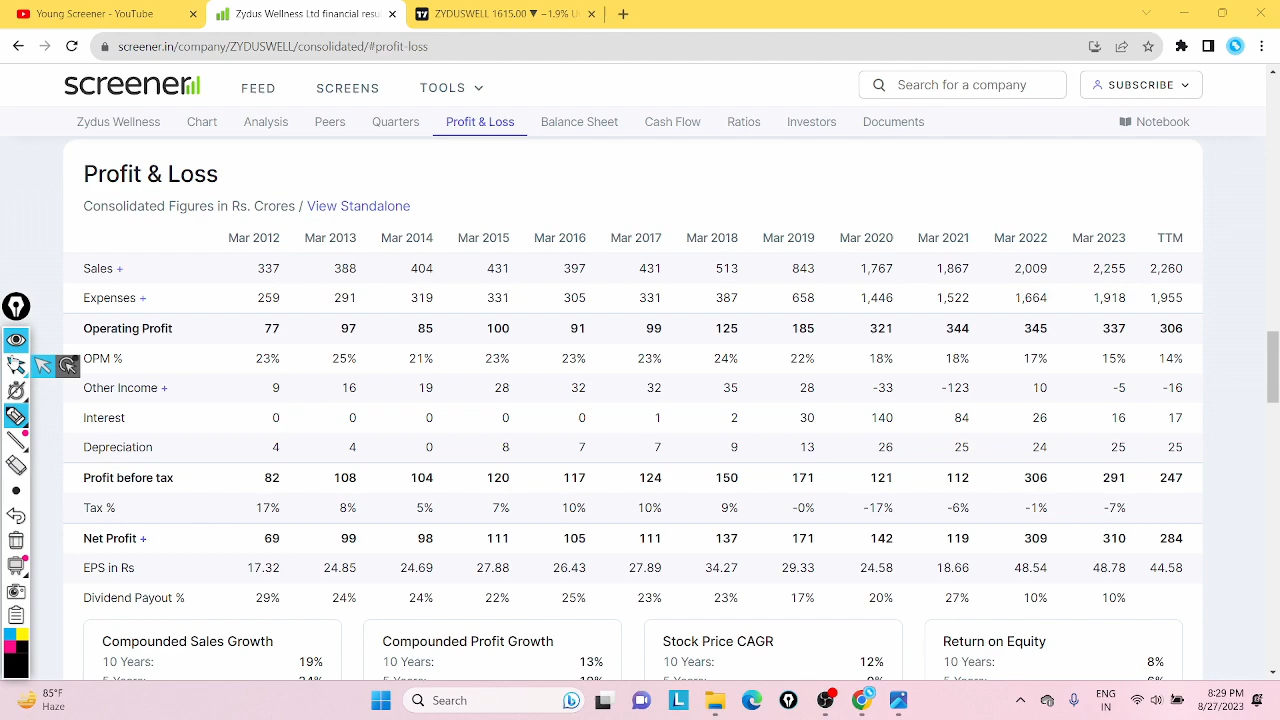 Young Screener - YouTube
Zydus Wellness Ltd financial resu
ZYDUSWELL 1615.00 ▼ −1.9% U
screener.in/company/ZYDUSWELL/consolidated/#profit-loss
screener
FEED SCREENS TOOLS
Search for a company
SUBSCRIBE
Zydus Wellness Chart Analysis Peers Quarters Profit & Loss Balance Sheet Cash Flow Ratios Investors Documents Notebook
Profit & Loss
Consolidated Figures in Rs. Crores / View Standalone
Mar 2012 Mar 2013 Mar 2014 Mar 2015 Mar 2016 Mar 2017 Mar 2018 Mar 2019 Mar 2020 Mar 2021 Mar 2022 Mar 2023 TTM
Sales + 337 388 404 431 397 431 513 843 1,767 1,867 2,009 2,255 2,260
Expenses + 259 291 319 331 305 331 387 658 1,446 1,522 1,664 1,918 1,955
Operating Profit 77 97 85 100 91 99 125 185 321 344 345 337 306
OPM % 23% 25% 21% 23% 23% 23% 24% 22% 18% 18% 17% 15% 14%
Other Income + 9 16 19 28 32 32 35 28 -33 -123 10 -5 -16
Interest 0 0 0 0 0 1 2 30 140 84 26 16 17
Depreciation 4 4 0 8 7 7 9 13 26 25 24 25 25
Profit before tax 82 108 104 120 117 124 150 171 121 112 306 291 247
Tax % 17% 8% 5% 7% 10% 10% 9% -0% -17% -6% -1% -7%
Net Profit + 69 99 98 111 105 111 137 171 142 119 309 310 284
EPS in Rs 17.32 24.85 24.69 27.88 26.43 27.89 34.27 29.33 24.58 18.66 48.54 48.78 44.58
Dividend Payout % 29% 24% 24% 22% 25% 23% 23% 17% 20% 27% 10% 10%
Compounded Sales Growth Compounded Profit Growth Stock Price CAGR Return on Equity
10 Years: 19% 10 Years: 13% 10 Years: 12% 10 Years: 8%
85°F
Haze
Search
ENG
IN
8:29 PM
8/27/2023